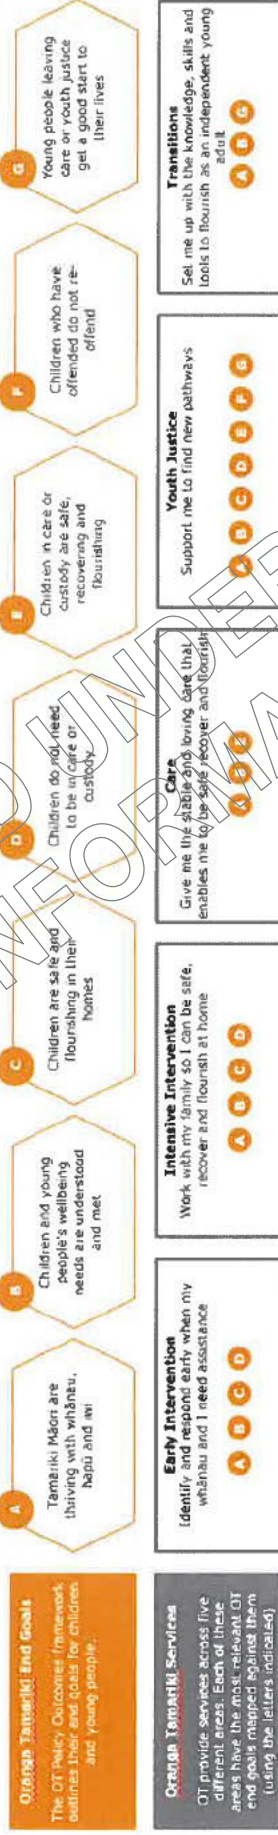 Oranga Tamariki End Goals
The OT Policy Outcomes framework
outlines their end goals for children
and young people.
A
Tamariki Māori are
thriving with whānau,
hapū and iwi
B
Children and young
people's wellbeing
needs are understood
and met
C
Children are safe and
flourishing in their
homes
D
Children do not need
to be in care or
custody
E
Children in care or
custody are safe,
recovering and
flourishing
F
Children who have
offended do not re-
offend
G
Young people leaving
care or youth justice
get a good start to
their lives
Oranga Tamariki Services
OT provide services across five
different areas. Each of these
areas have the most relevant OT
end goals mapped against them
(using the letters indicated)
Early Intervention
Identify and respond early when my
whānau and I need assistance
A B C D
Intensive Intervention
Work with my family so I can be safe,
recover and flourish at home
A B C D
Care
Give me the stable and loving care that
enables me to be safe recover and flourish
A B E
Youth Justice
Support me to find new pathways
A B C D E F G
Transitions
Set me up with the knowledge, skills and
tools to flourish as an independent young
adult
A B G